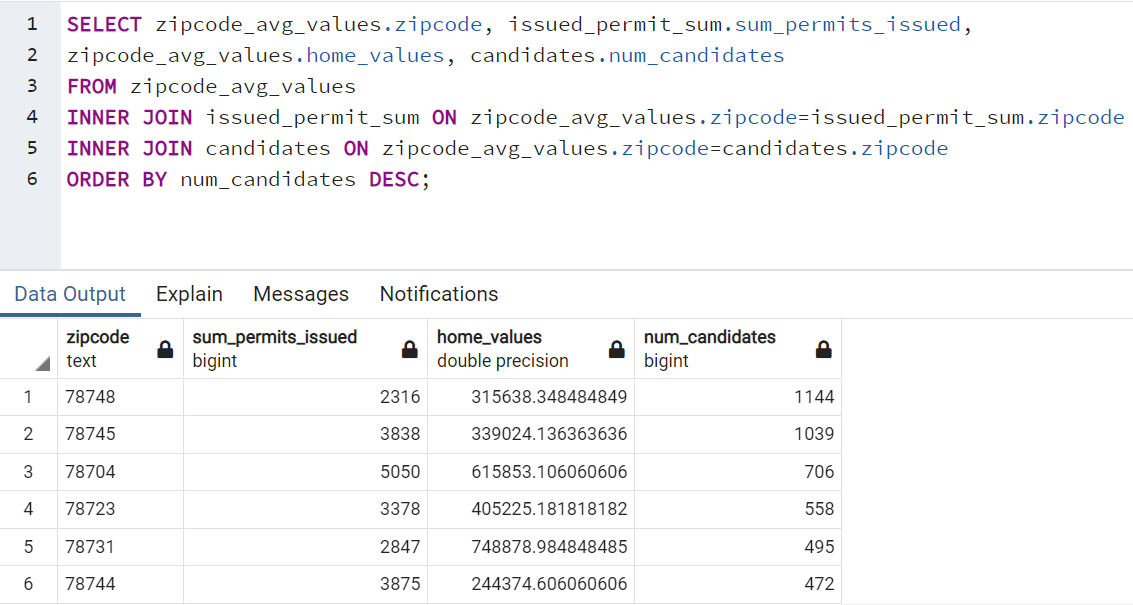 1 SELECT zipcode_avg_values.zipcode, issued_permit_sum.sum_permits_issued,
2 zipcode_avg_values.home_values, candidates.num_candidates
3 FROM zipcode_avg_values
4 INNER JOIN issued_permit_sum ON zipcode_avg_values.zipcode=issued_permit_sum.zipcode
5 INNER JOIN candidates ON zipcode_avg_values.zipcode=candidates.zipcode
6 ORDER BY num_candidates DESC;
Data Output Explain Messages Notifications
zipcode sum_permits_issued home_values num_candidates
text bigint double precision bigint
1 78748 2316 315638.348484849 1144
2 78745 3838 339024.136363636 1039
3 78704 5050 615853.106060606 706
4 78723 3378 405225.181818182 558
5 78731 2847 748878.984848485 495
6 78744 3875 244374.606060606 472